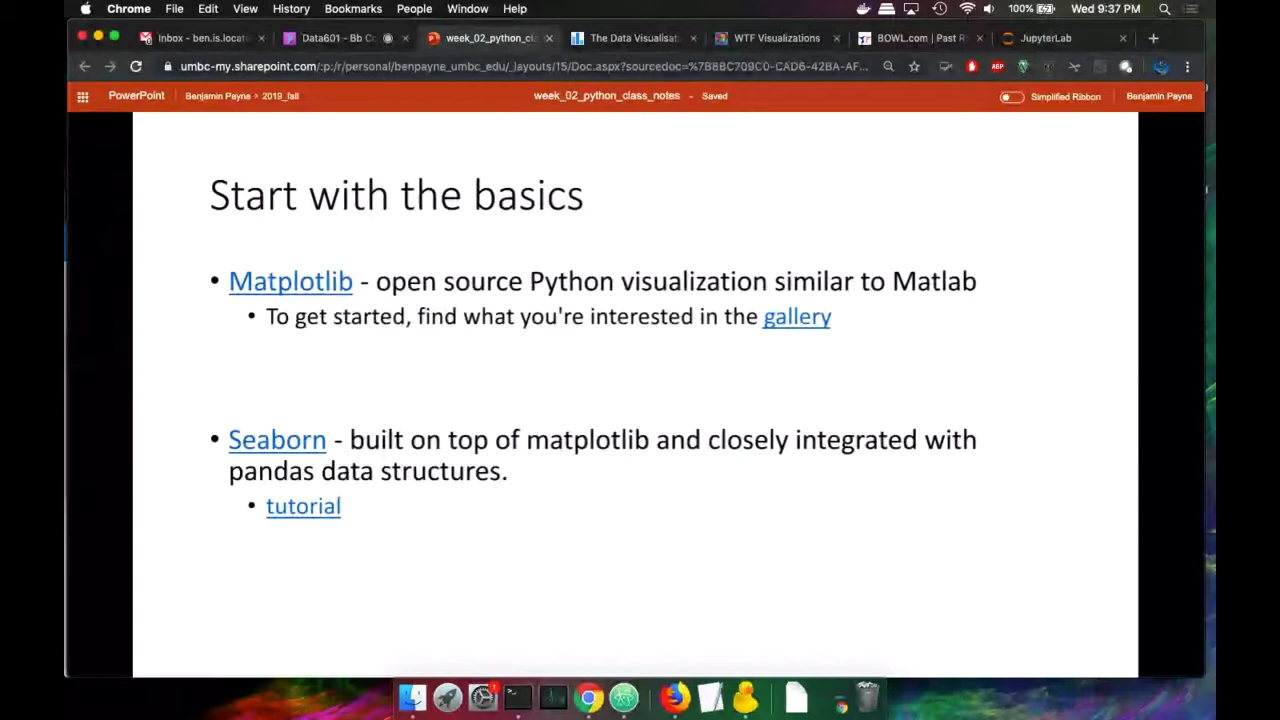 Chrome File Edit View History Bookmarks People Window Help 100% Wed 9:37 PM
Inbox - ben.is.locat Data601 - Bb C week_02_python_cl The Data Visualisat WTF Visualizations BOWL.com | Past R JupyterLab
umbc-my.sharepoint.com/:p:/r/personal/benpayne_umbc_edu/_layouts/15/Doc.aspx?sourcedoc=%7B8BC709C0-CAD6-42BA-AF... ABP
PowerPoint Benjamin Payne > 2019_fall week_02_python_class_notes - Saved Simplified Ribbon Benjamin Payne
Start with the basics
• Matplotlib - open source Python visualization similar to Matlab
• To get started, find what you're interested in the gallery
• Seaborn - built on top of matplotlib and closely integrated with
pandas data structures.
• tutorial
1